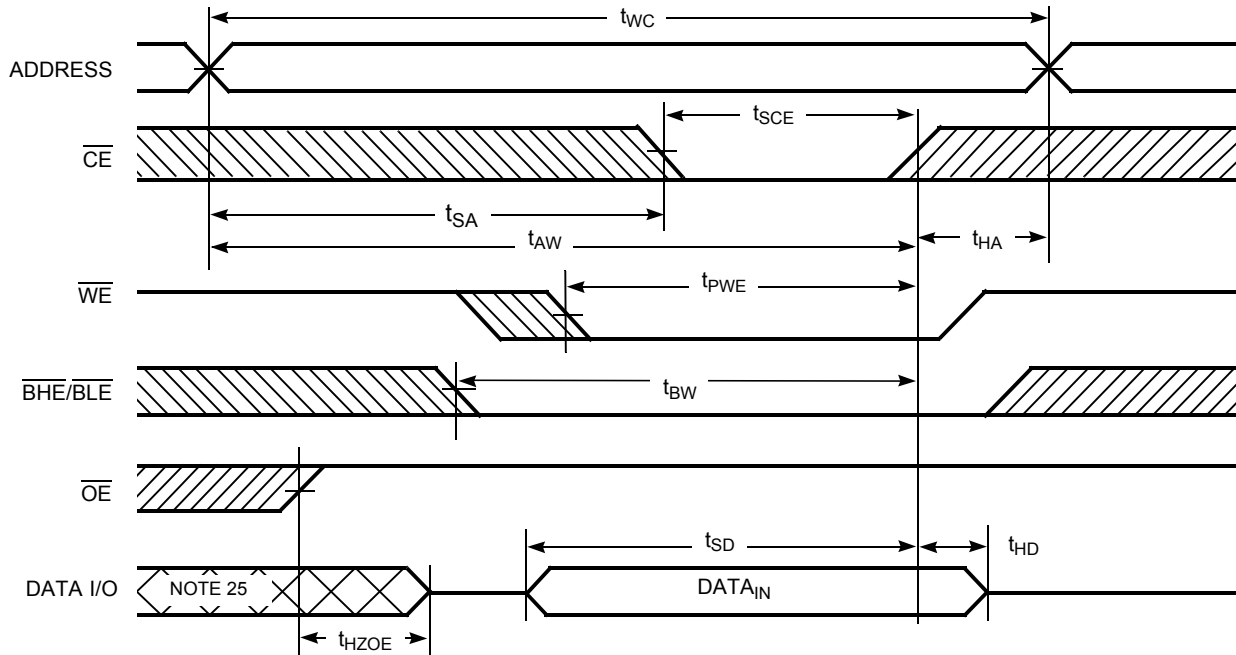 tWC
ADDRESS
tSCE
CE
tSA
tAW
tHA
WE
tPWE
BHE/BLE
tBW
OE
tSD
tHD
DATA I/O
NOTE 25
DATAIN
tHZOE